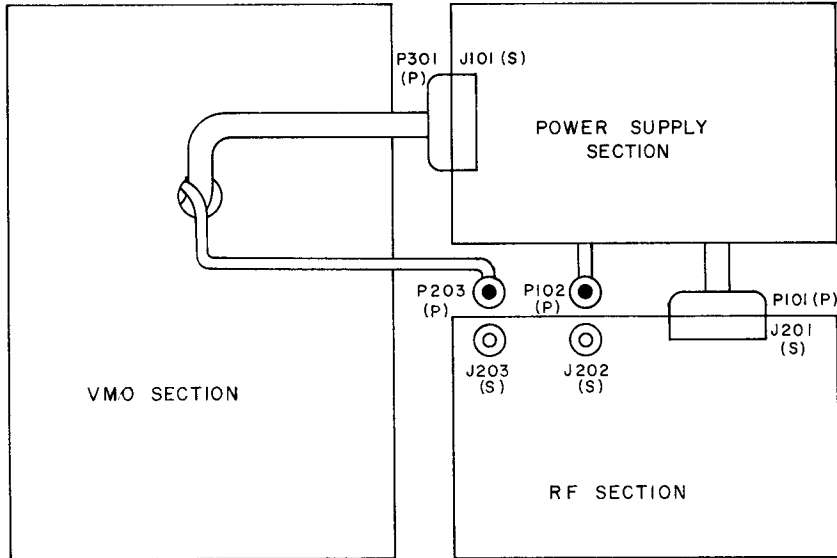 P301
(P)
J101 (S)
POWER SUPPLY
SECTION
P203
(P)
P102
(P)
P101 (P)
J201
(S)
J203
(S)
J202
(S)
VMO SECTION
RF SECTION